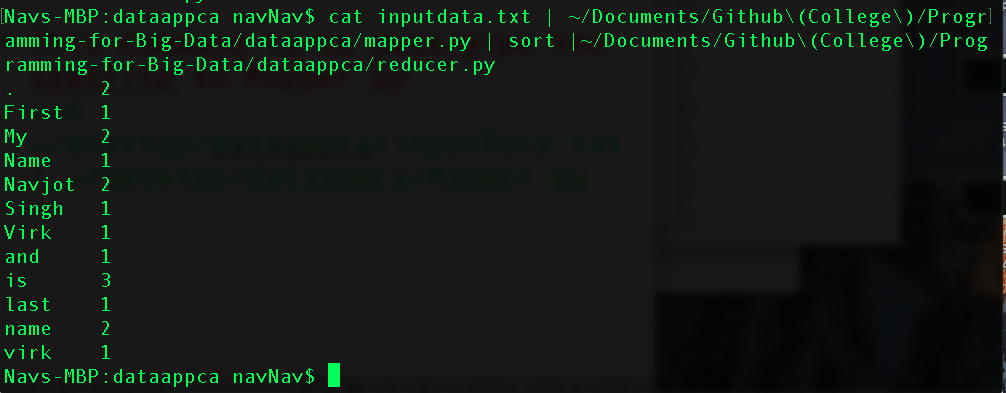 Navs-MBP:dataappca navNav$ cat inputdata.txt | ~/Documents/Github\(College\)/Progr
amming-for-Big-Data/dataappca/mapper.py | sort |~/Documents/Github\(College\)/Prog
ramming-for-Big-Data/dataappca/reducer.py
. 2
First 1
My 2
Name 1
Navjot 2
Singh 1
Virk 1
and 1
is 3
last 1
name 2
virk 1
Navs-MBP:dataappca navNav$